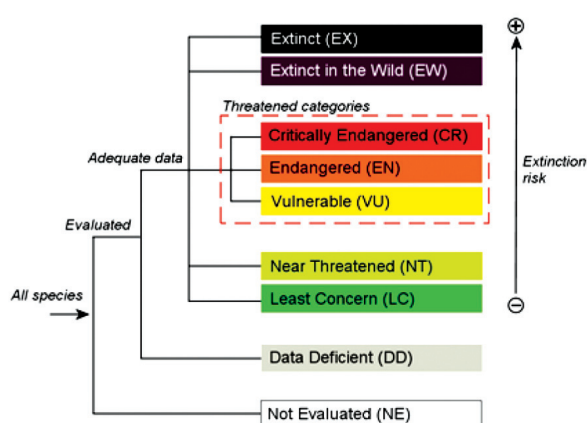 Extinct (EX)
Extinct in the Wild (EW)
Threatened categories
Critically Endangered (CR)
Adequate data
Endangered (EN)
Extinction
risk
Vulnerable (VU)
Evaluated
Near Threatened (NT)
All species
Least Concern (LC)
Data Deficient (DD)
Not Evaluated (NE)